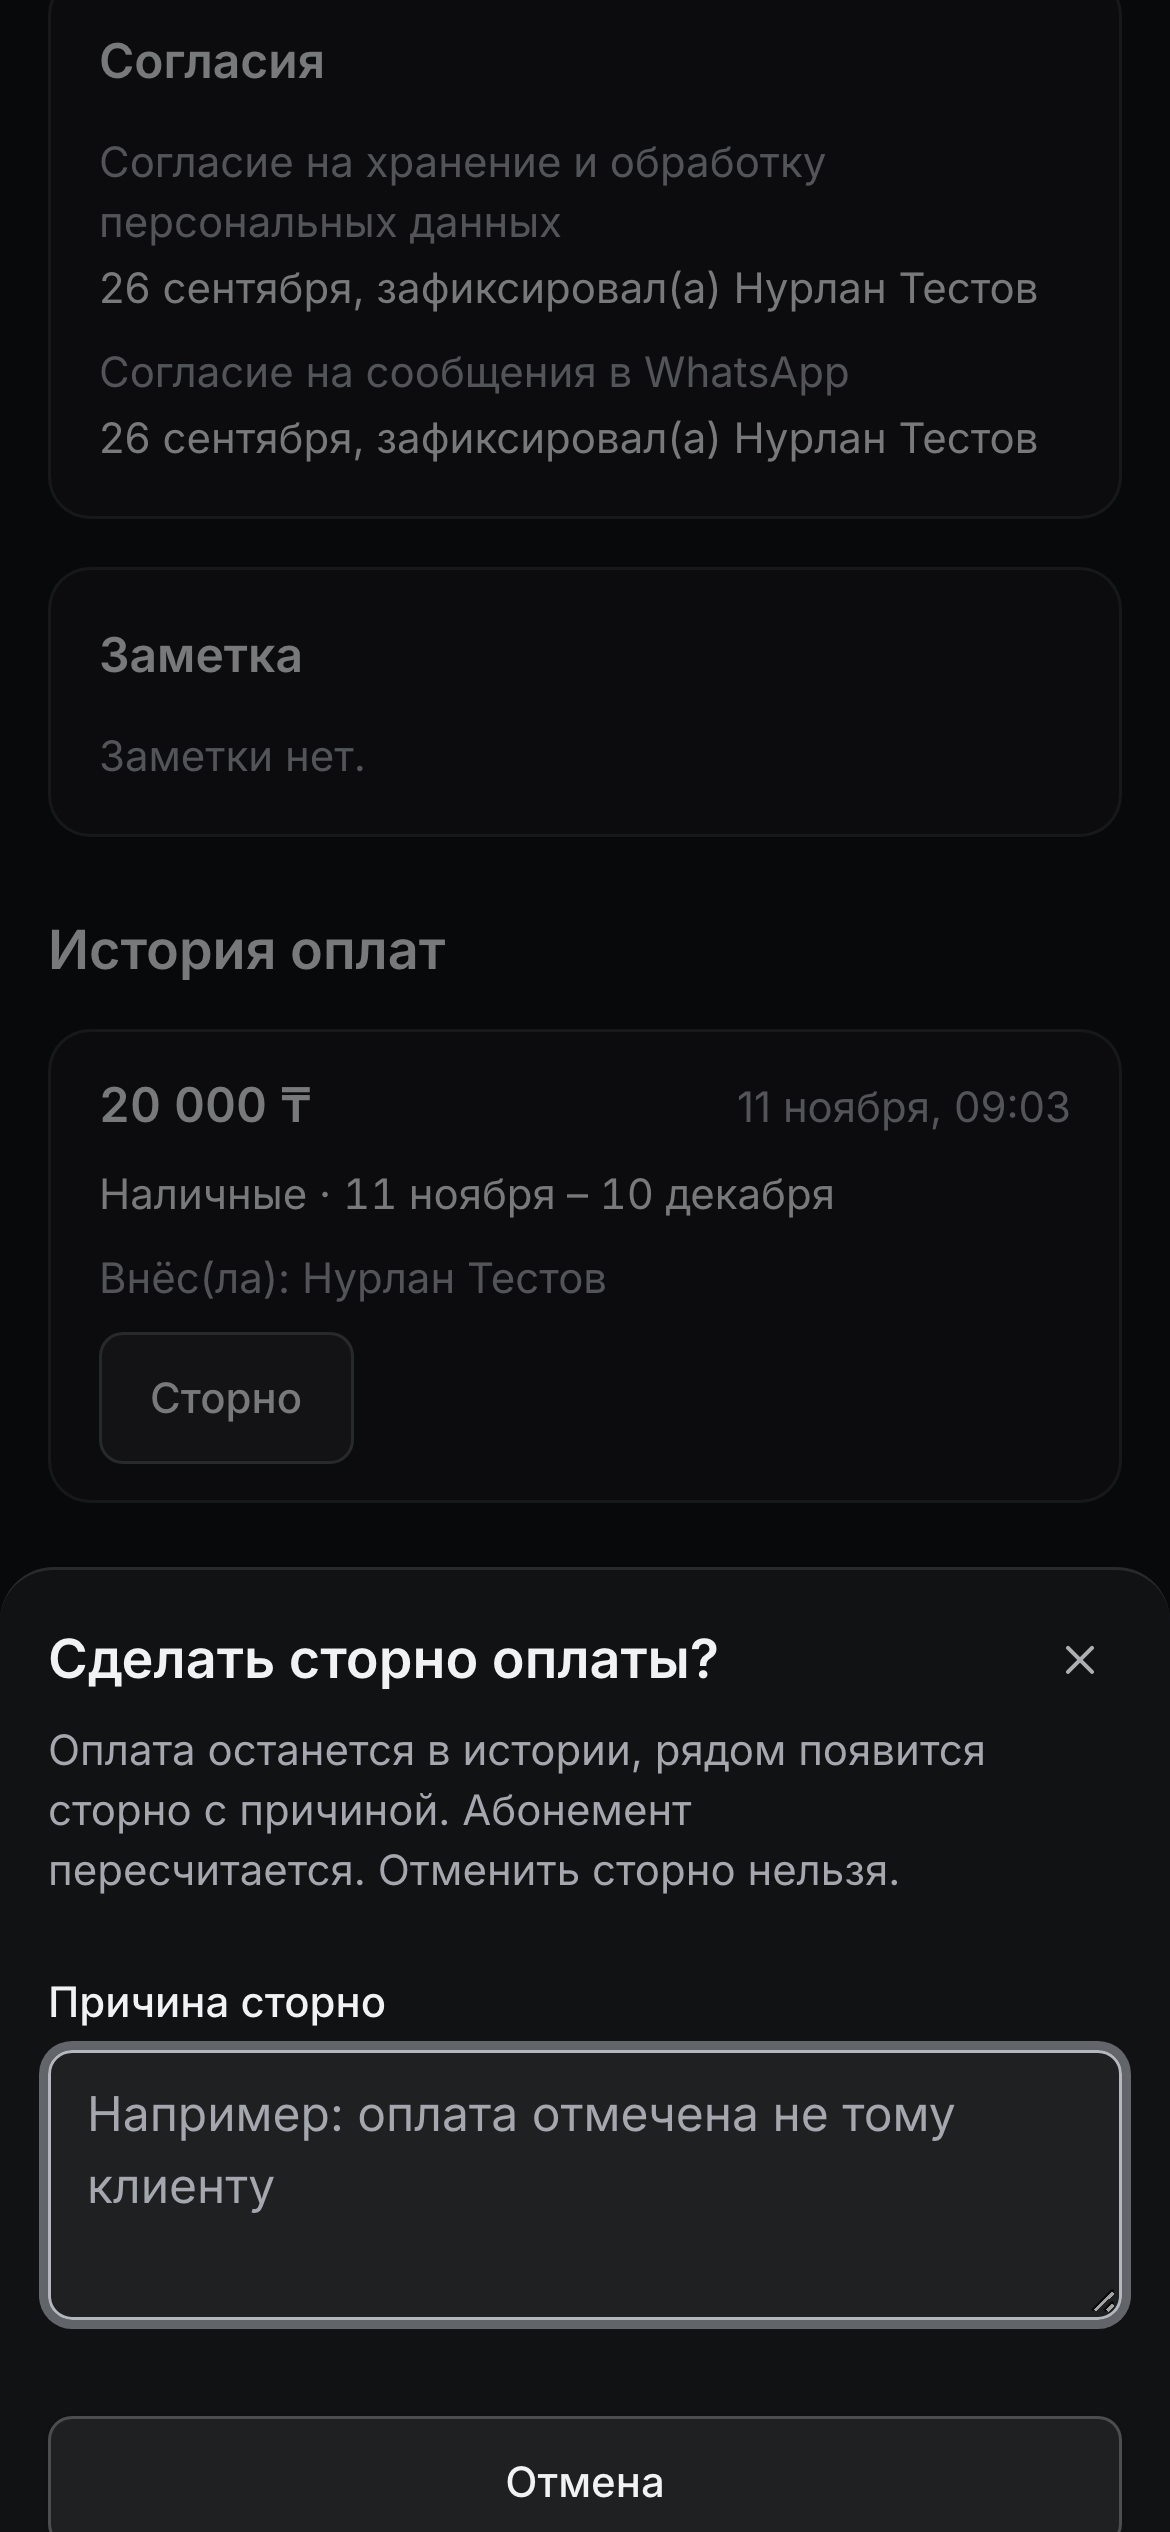 Согласия
Согласие на хранение и обработку
персональных данных
26 сентября, зафиксировал(а) Нурлан Тестов
Согласие на сообщения в WhatsApp
26 сентября, зафиксировал(а) Нурлан Тестов
Заметка
Заметки нет.
История оплат
20 000 ₸
11 ноября, 09:03
Наличные · 11 ноября – 10 декабря
Внёс(ла): Нурлан Тестов
Сторно
Сделать сторно оплаты?
Оплата останется в истории, рядом появится
сторно с причиной. Абонемент
пересчитается. Отменить сторно нельзя.
Причина сторно
Например: оплата отмечена не тому
клиенту
Отмена